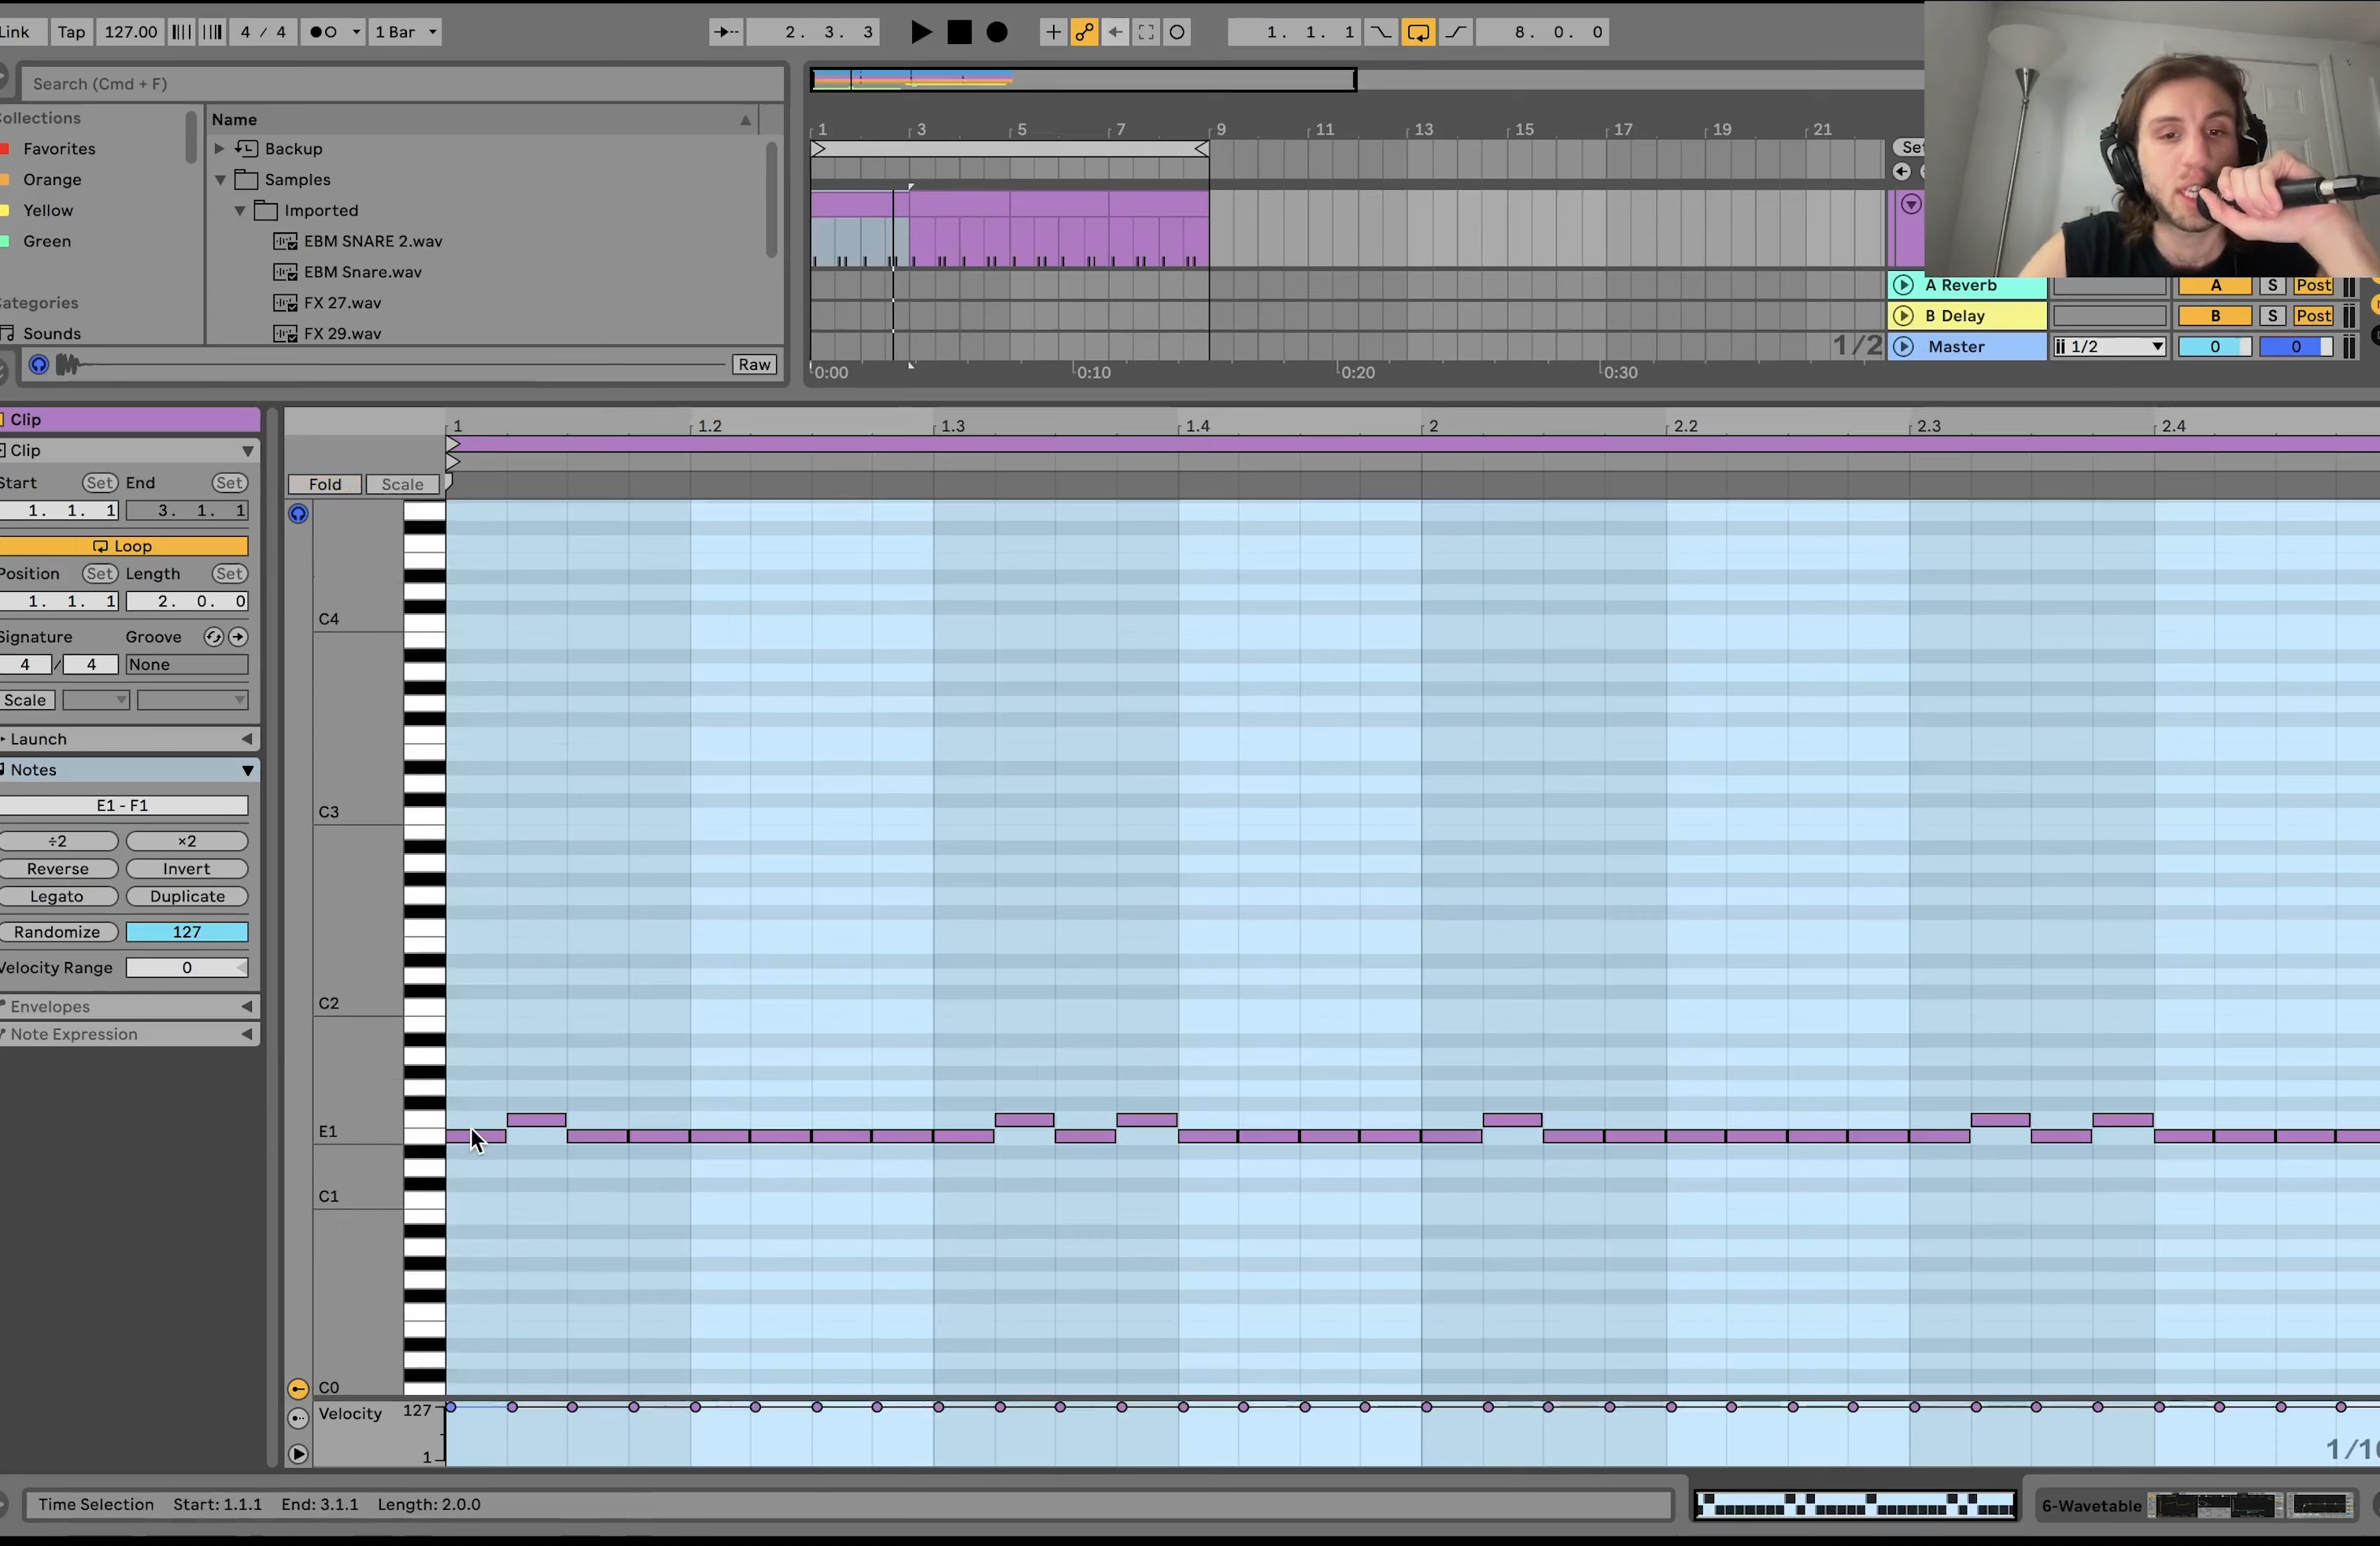 Link Tap 127.00 4 / 4 1 Bar 2. 3. 3 1. 1. 1 8. 0. 0
Search (Cmd + F)
Collections
Favorites
Orange
Yellow
Green
Categories
Sounds
Name
Backup
Samples
Imported
EBM SNARE 2.wav
EBM Snare.wav
FX 27.wav
FX 29.wav
Raw
1 3 5 7 9 11 13 15 17 19 21
Set
A Reverb A S Post
B Delay B S Post
1/2 Master 1/2 0 0
0:00 0:10 0:20 0:30
Clip
Clip
Start Set End Set
1. 1. 1 3. 1. 1
Loop
Position Set Length Set
1. 1. 1 2. 0. 0
Signature Groove
4 / 4 None
Scale
Launch
Notes
E1 - F1
÷2 ×2
Reverse Invert
Legato Duplicate
Randomize 127
Velocity Range 0
Envelopes
Note Expression
1 1.2 1.3 1.4 2 2.2 2.3 2.4
Fold Scale
C4
C3
C2
E1
C1
C0
Velocity 127
1
Time Selection Start: 1.1.1 End: 3.1.1 Length: 2.0.0
6-Wavetable